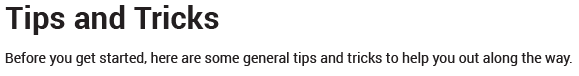 Tips and Tricks
Before you get started, here are some general tips and tricks to help you out along the way.